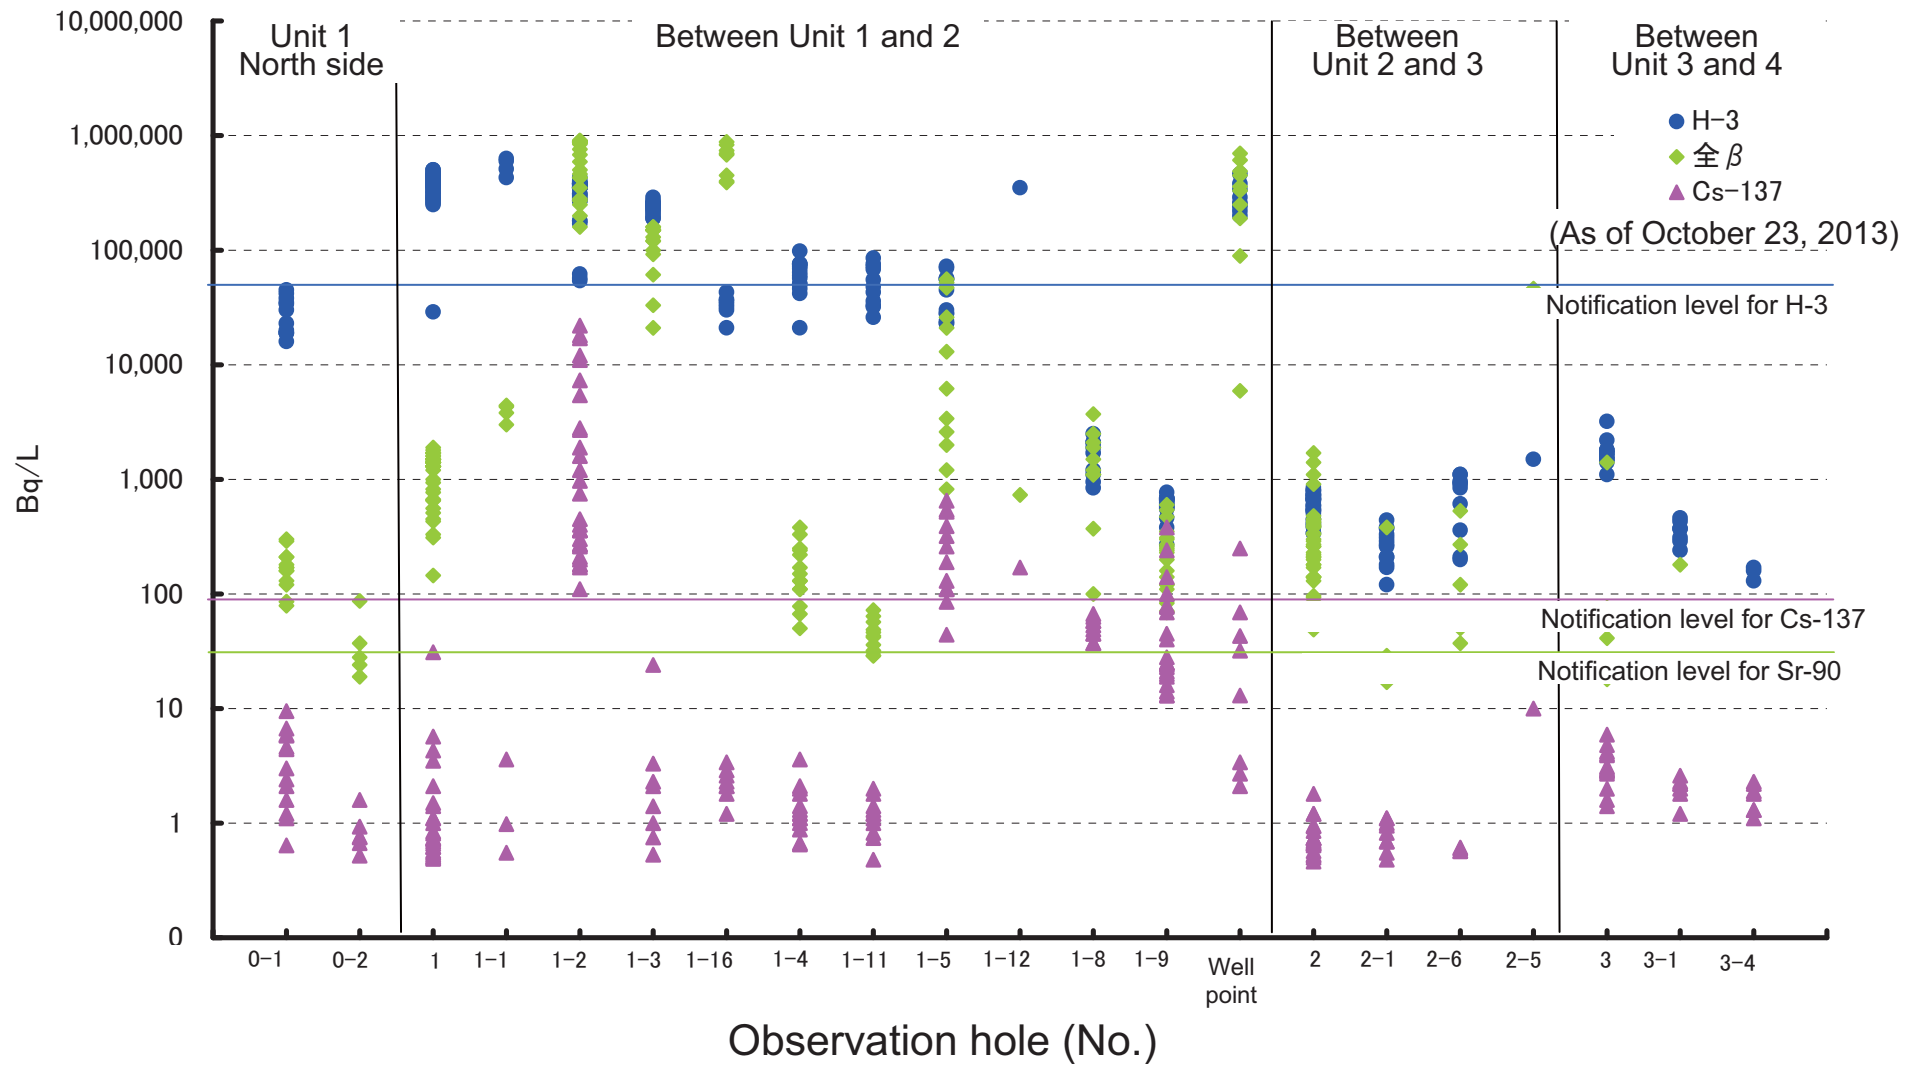 10,000,000
1,000,000
100,000
10,000
1,000
100
10
1
0
Bq/L
Unit 1
North side
Between Unit 1 and 2
Between
Unit 2 and 3
Between
Unit 3 and 4
H-3
全β
Cs-137
(As of October 23, 2013)
Notification level for H-3
Notification level for Cs-137
Notification level for Sr-90
0-1 0-2 1 1-1 1-2 1-3 1-16 1-4 1-11 1-5 1-12 1-8 1-9 Well 2 2-1 2-6 2-5 3 3-1 3-4
point
Observation hole (No.)